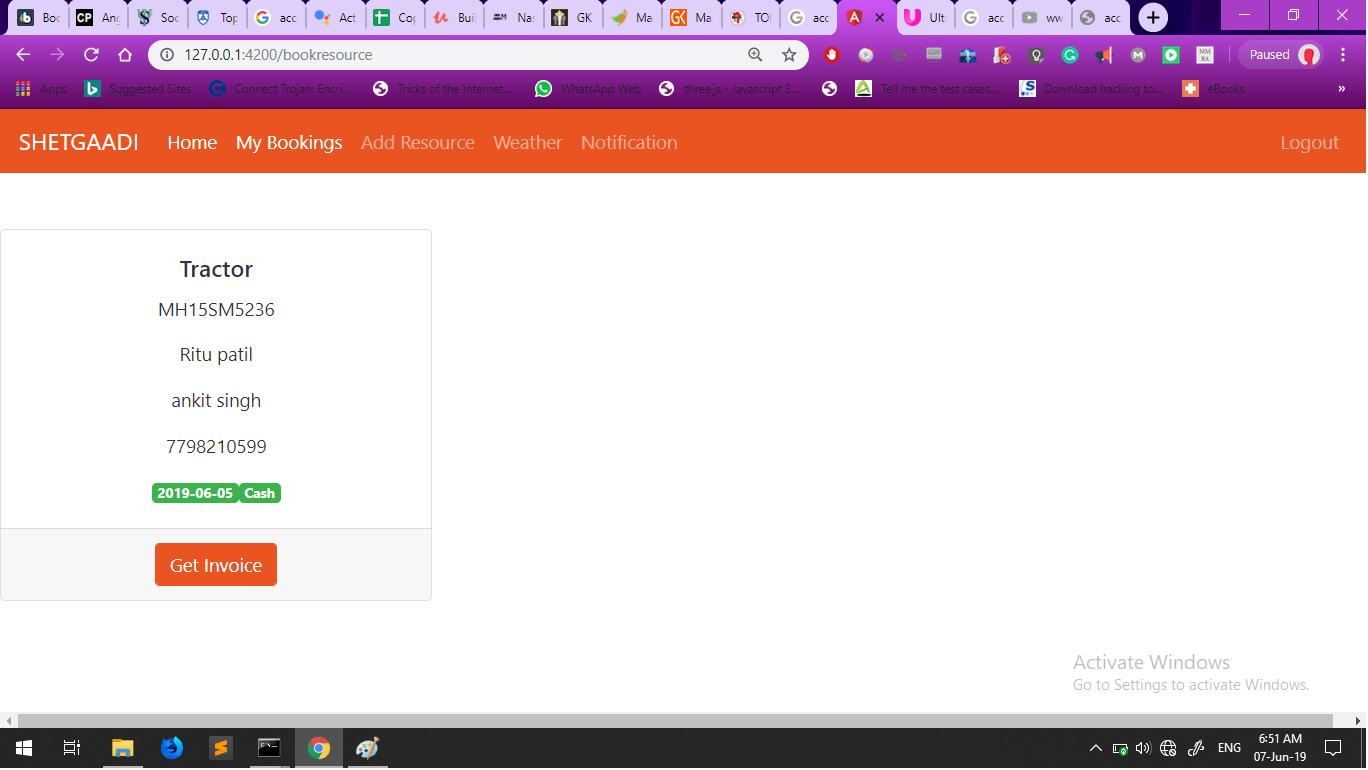 Boo
CP
Ang
Soc
Top
acc
Act
Cop
Buil
Nas
GK
Ma
GK
Ma
TOI
acc
Ult
acc
ww
acc
127.0.0.1:4200/bookresource
Paused
Apps
Suggested Sites
Connect Trojan: Encri...
Tricks of the Internet...
WhatsApp Web
three.js - Javascript 3...
Tell me the test cases...
Download hacking to...
eBooks
»
SHETGAADI Home My Bookings Add Resource Weather Notification Logout
Tractor
MH15SM5236
Ritu patil
ankit singh
7798210599
2019-06-05 Cash
Get Invoice
Activate Windows
Go to Settings to activate Windows.
ENG
6:51 AM
07-Jun-19